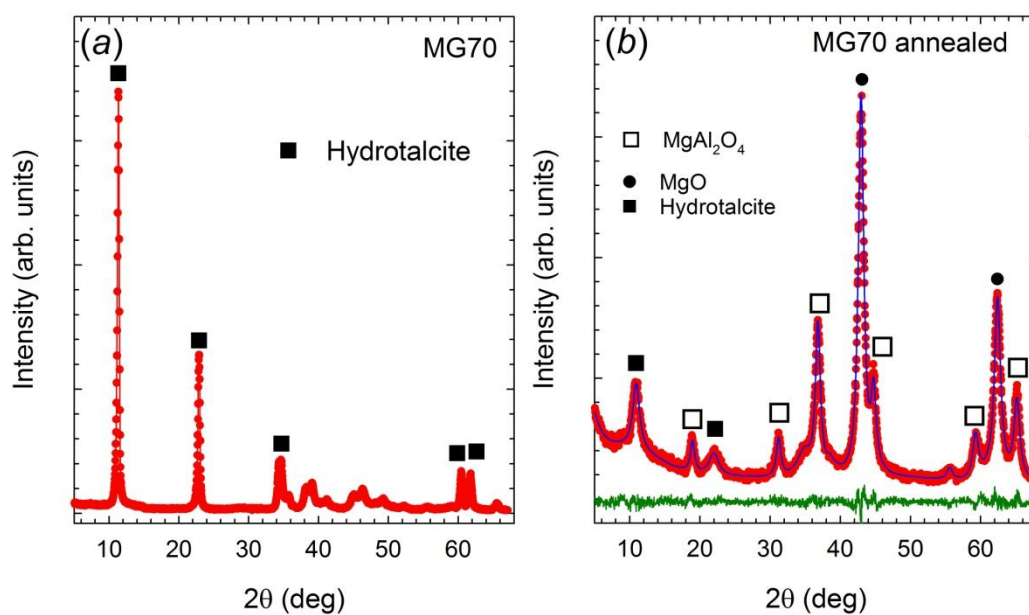 (a)
MG70
■ Hydrotalcite
Intensity (arb. units)
10 20 30 40 50 60
2θ (deg)
(b)
MG70 annealed
□ MgAl₂O₄
● MgO
■ Hydrotalcite
Intensity (arb. units)
10 20 30 40 50 60
2θ (deg)